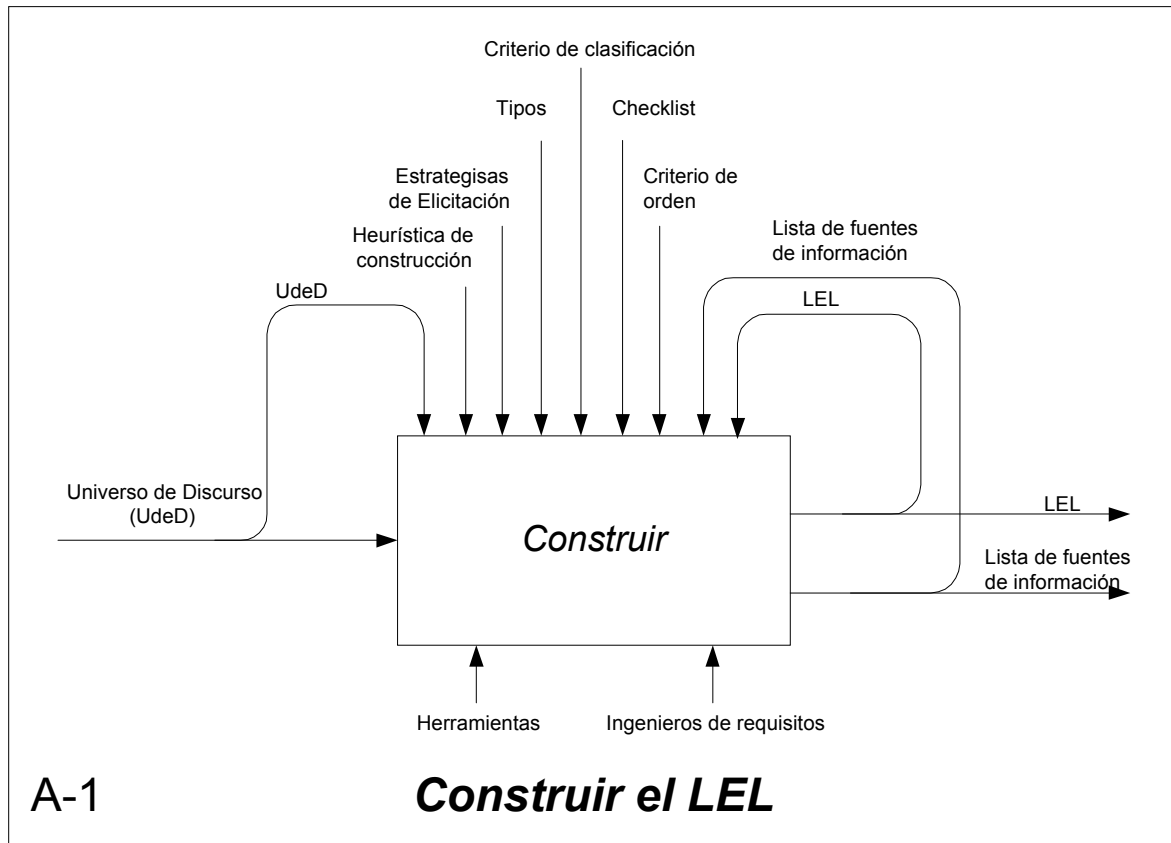 Criterio de clasificación
Tipos
Checklist
Estrategisas
de Elicitación
Criterio de
orden
Heurística de
construcción
Lista de fuentes
de información
UdeD
LEL
Universo de Discurso
(UdeD)
Construir
LEL
Lista de fuentes
de información
Herramientas
Ingenieros de requisitos
A-1
Construir el LEL